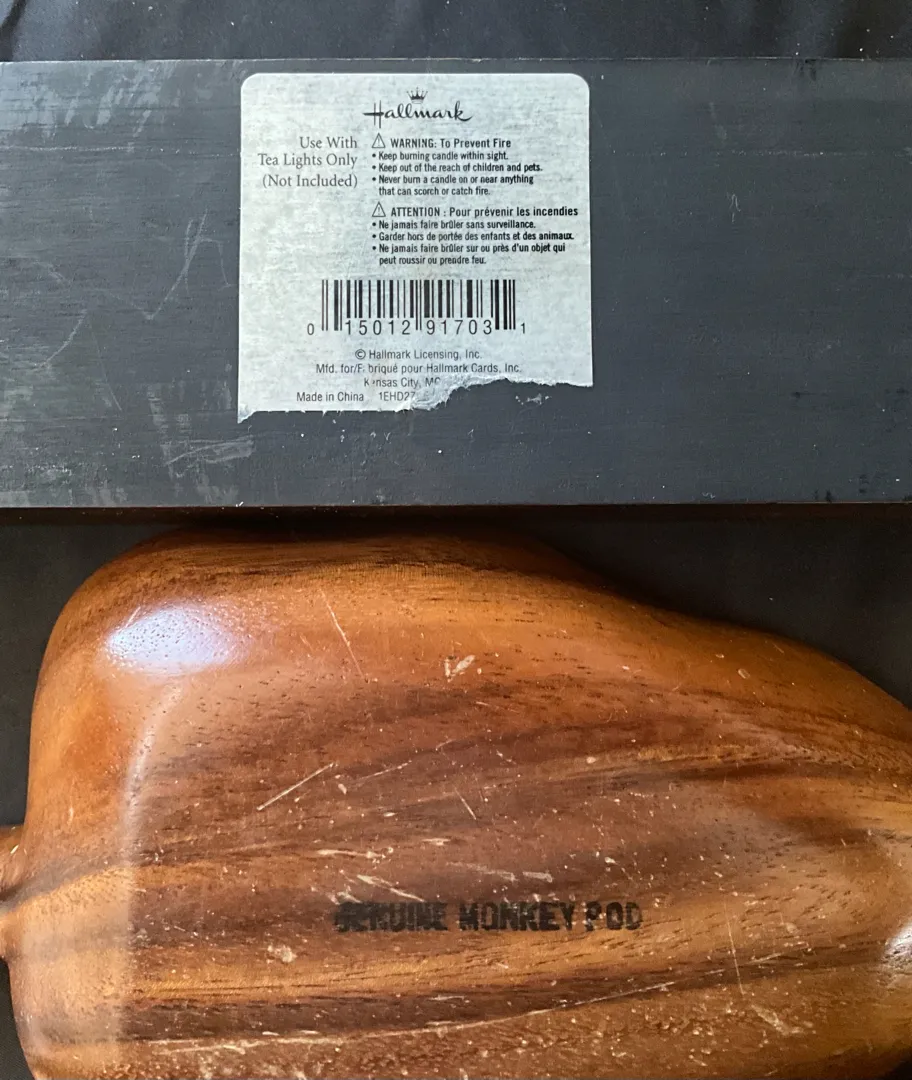 Hallmark
Use With
Tea Lights Only
(Not Included)
⚠ WARNING: To Prevent Fire
• Keep burning candle within sight.
• Keep out of the reach of children and pets.
• Never burn a candle on or near anything
that can scorch or catch fire.
⚠ ATTENTION : Pour prévenir les incendies
• Ne jamais faire brûler sans surveillance.
• Garder hors de portée des enfants et des animaux.
• Ne jamais faire brûler sur ou près d'un objet qui
peut roussir ou prendre feu.
0 15012 91703 1
© Hallmark Licensing, Inc.
Mfd. for/F briqué pour Hallmark Cards, Inc.
K nsas City, MO
Made in China 1EHD27
GENUINE MONKEY POD